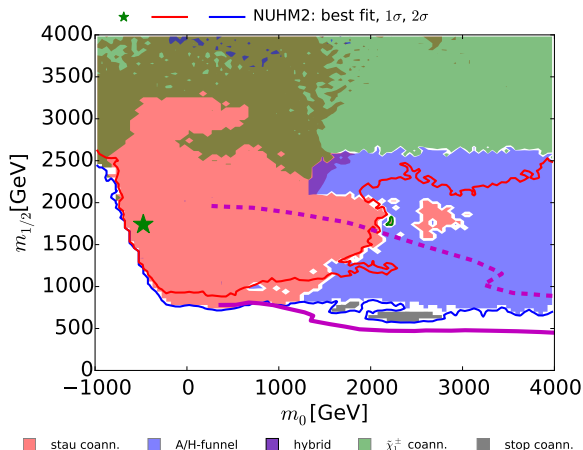 NUHM2: best fit, 1σ, 2σ
4000
3500
3000
2500
2000
1500
1000
500
0
m₁/₂[GeV]
−1000 0 1000 2000 3000 4000
m₀[GeV]
stau coann. A/H-funnel hybrid χ̃₁± coann. stop coann.